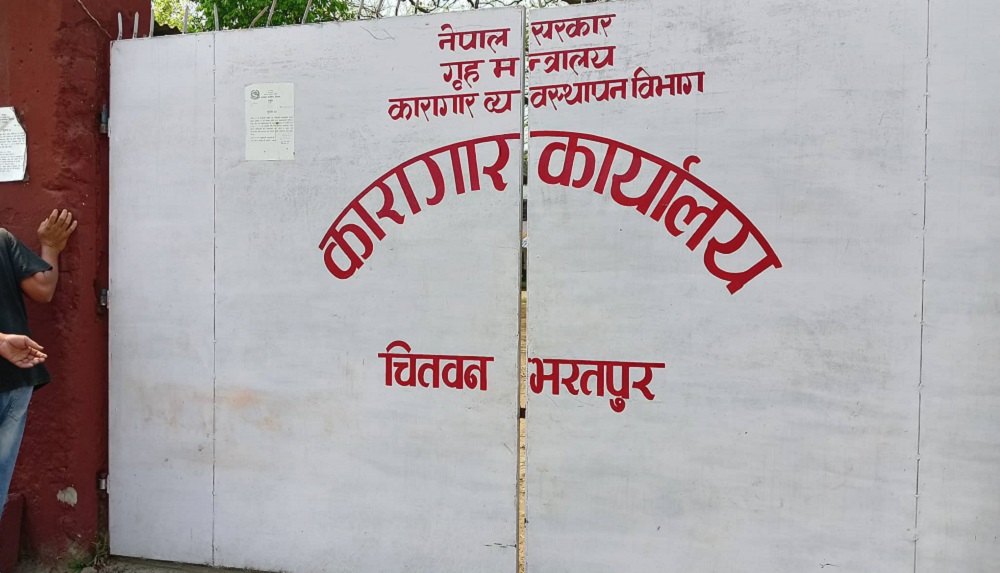 नेपाल सरकार
गृह मन्त्रालय
कारागार व्यवस्थापन विभाग
कारागार कार्यालय
चितवन भरतपुर